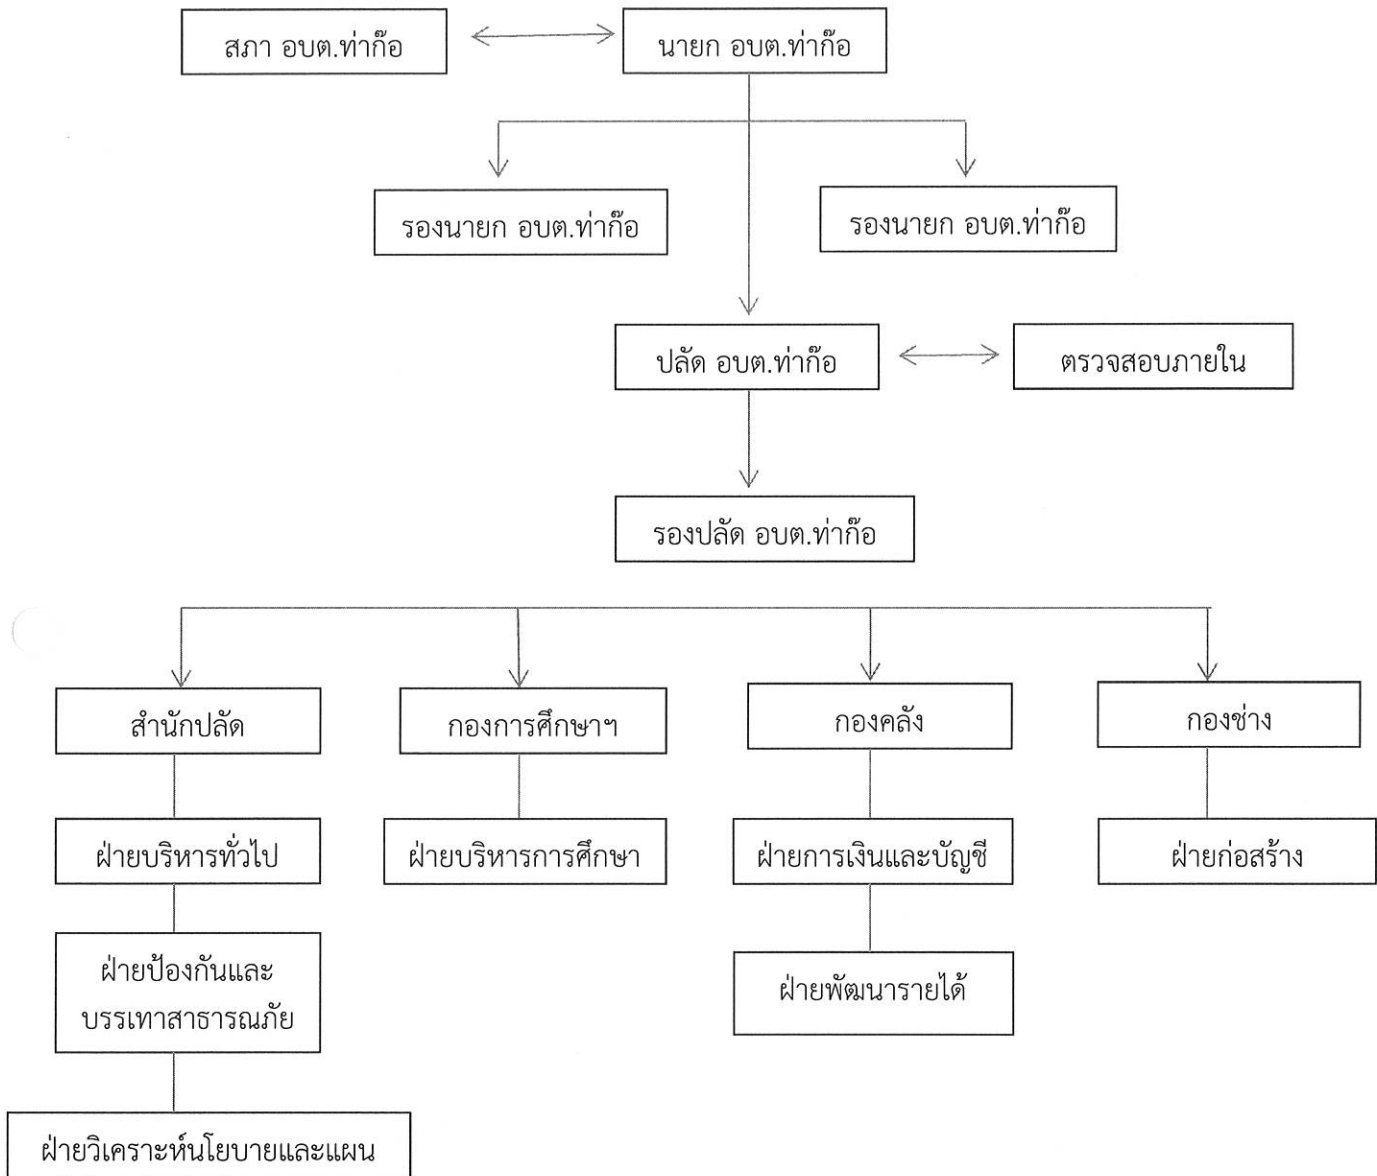 สภา อบต.ท่าก๊อ
นายก อบต.ท่าก๊อ
รองนายก อบต.ท่าก๊อ
รองนายก อบต.ท่าก๊อ
ปลัด อบต.ท่าก๊อ
ตรวจสอบภายใน
รองปลัด อบต.ท่าก๊อ
สำนักปลัด
กองการศึกษาฯ
กองคลัง
กองช่าง
ฝ่ายบริหารทั่วไป
ฝ่ายบริหารการศึกษา
ฝ่ายการเงินและบัญชี
ฝ่ายก่อสร้าง
ฝ่ายป้องกันและ
บรรเทาสาธารณภัย
ฝ่ายพัฒนารายได้
ฝ่ายวิเคราะห์นโยบายและแผน